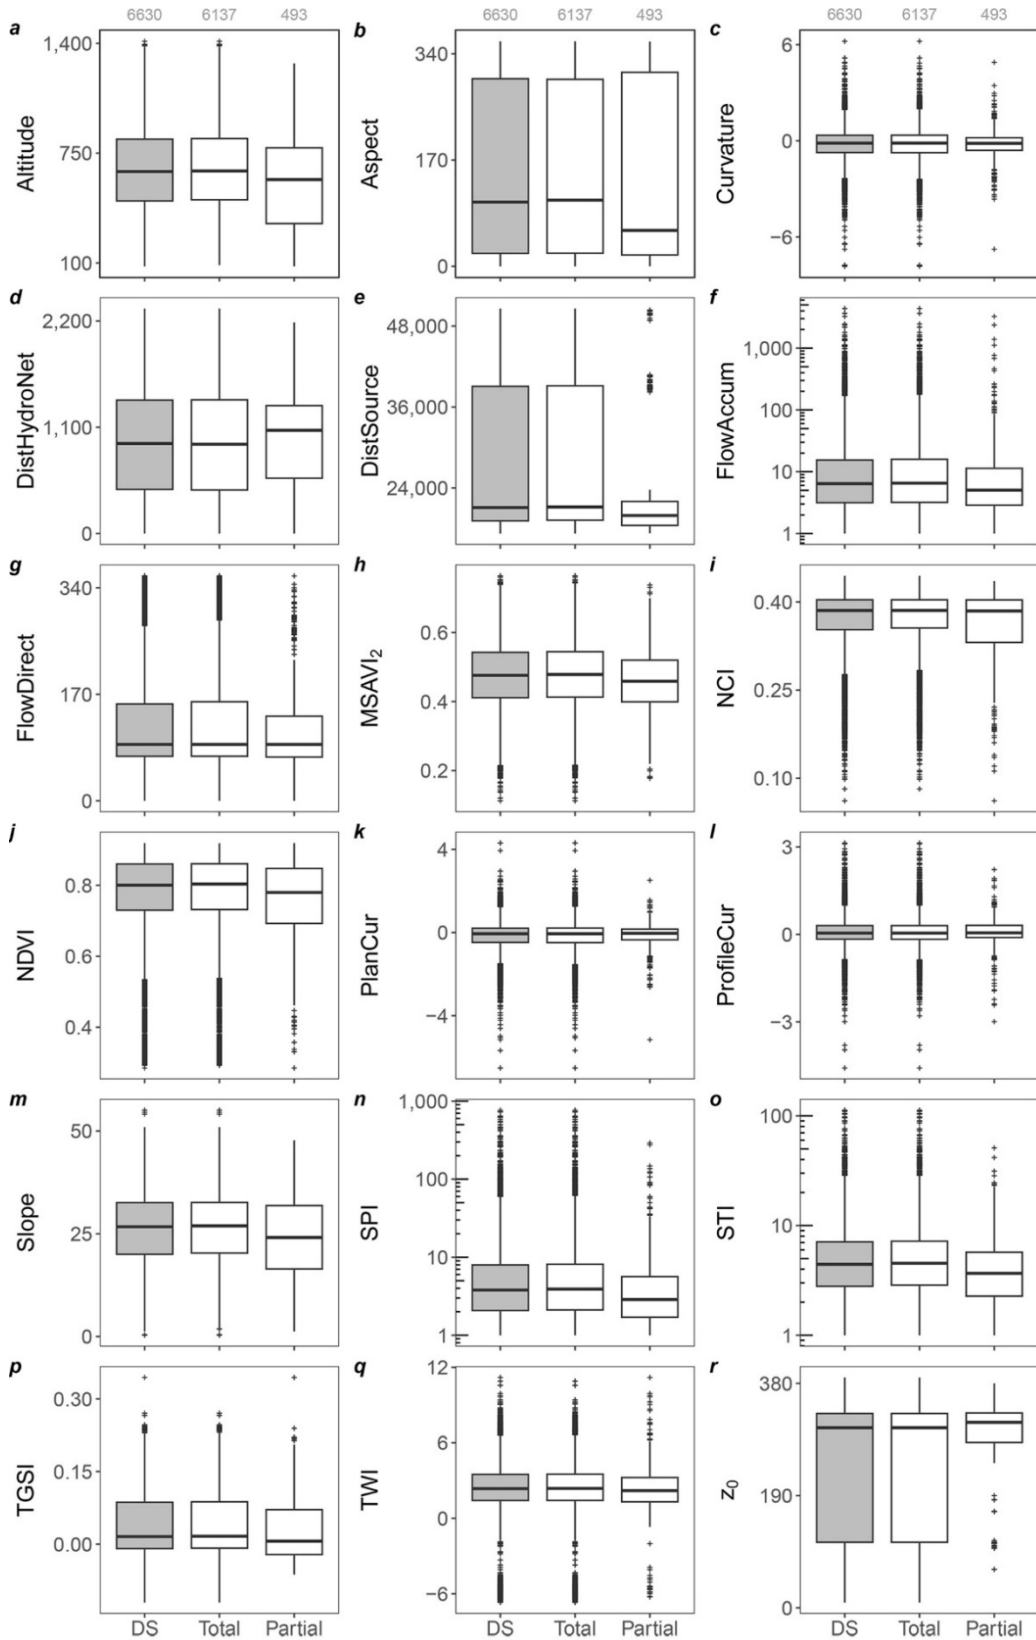 6630 6137 493 6630 6137 493 6630 6137 493
a b c
1,400 750 100 Altitude
340 170 0 Aspect
6 0 −6 Curvature
d e f
2,200 1,100 0 DistHydroNet
48,000 36,000 24,000 DistSource
1,000 100 10 1 FlowAccum
g h i
340 170 0 FlowDirect
0.6 0.4 0.2 MSAVI₂
0.40 0.25 0.10 NCI
j k l
0.8 0.6 0.4 NDVI
4 0 −4 PlanCur
3 0 −3 ProfileCur
m n o
50 25 0 Slope
1,000 100 10 1 SPI
100 10 1 STI
p q r
0.30 0.15 0.00 TGSI
12 6 0 −6 TWI
380 190 0 z₀
DS Total Partial DS Total Partial DS Total Partial